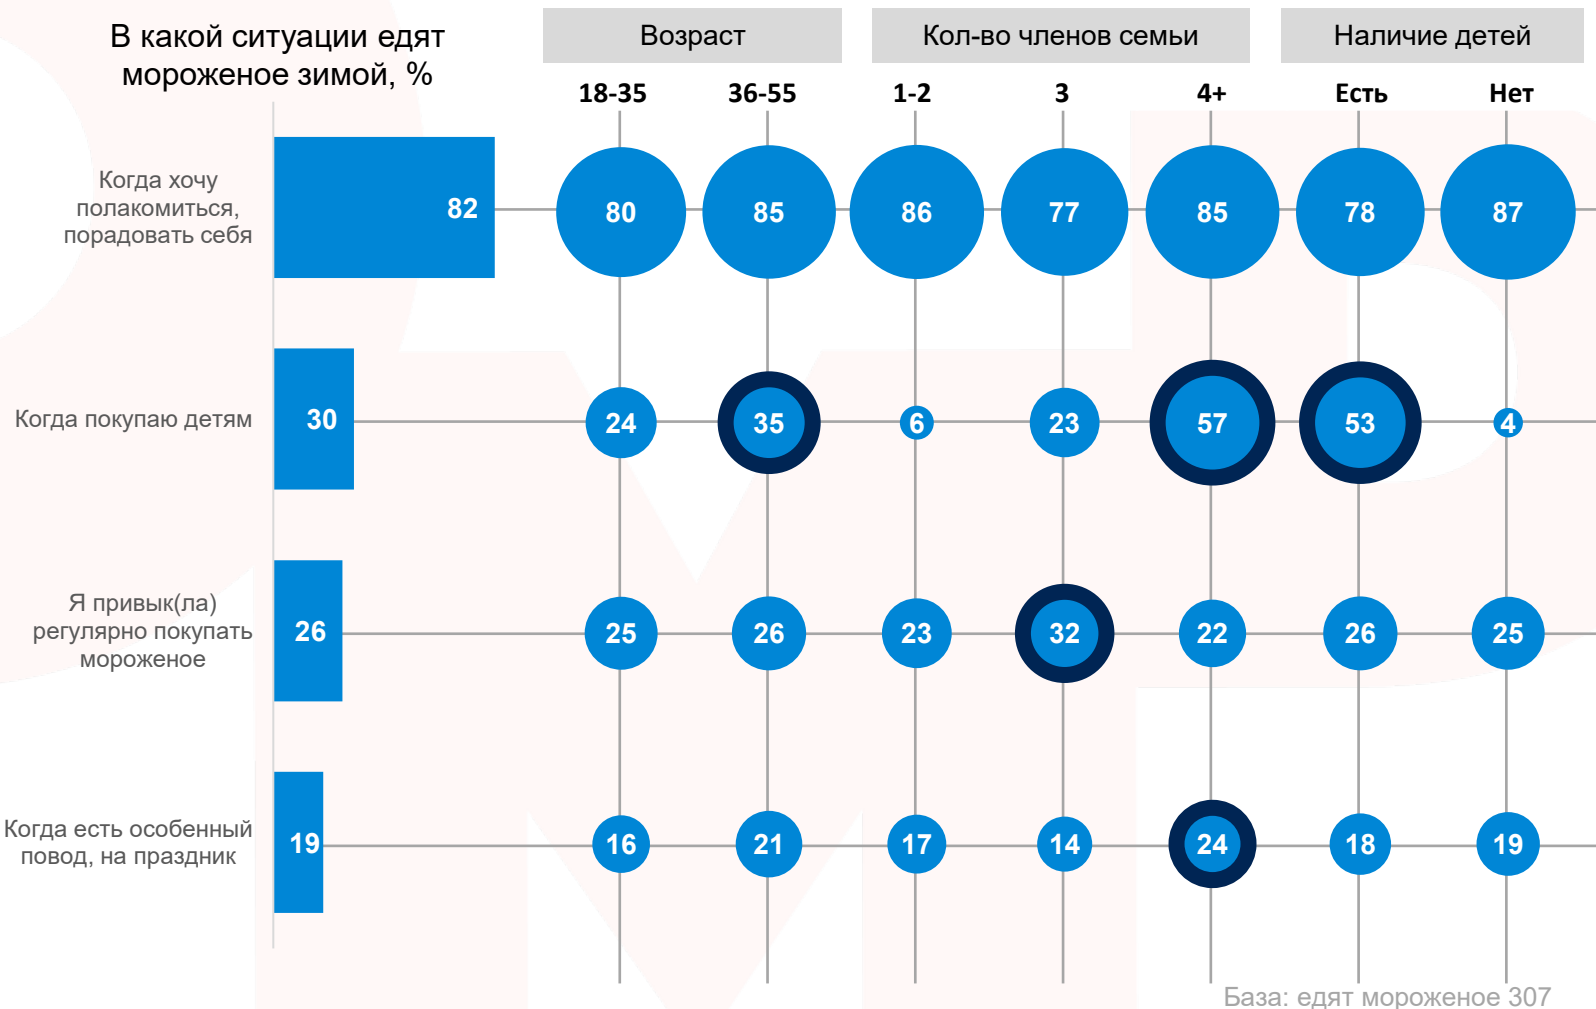 В какой ситуации едят
мороженое зимой, %
Возраст
Кол-во членов семьи
Наличие детей
18-35
36-55
1-2
3
4+
Есть
Нет
Когда хочу
полакомиться,
порадовать себя
82
80
85
86
77
85
78
87
Когда покупаю детям
30
24
35
6
23
57
53
4
Я привык(ла)
регулярно покупать
мороженое
26
25
26
23
32
22
26
25
Когда есть особенный
повод, на праздник
19
16
21
17
14
24
18
19
База: едят мороженое 307